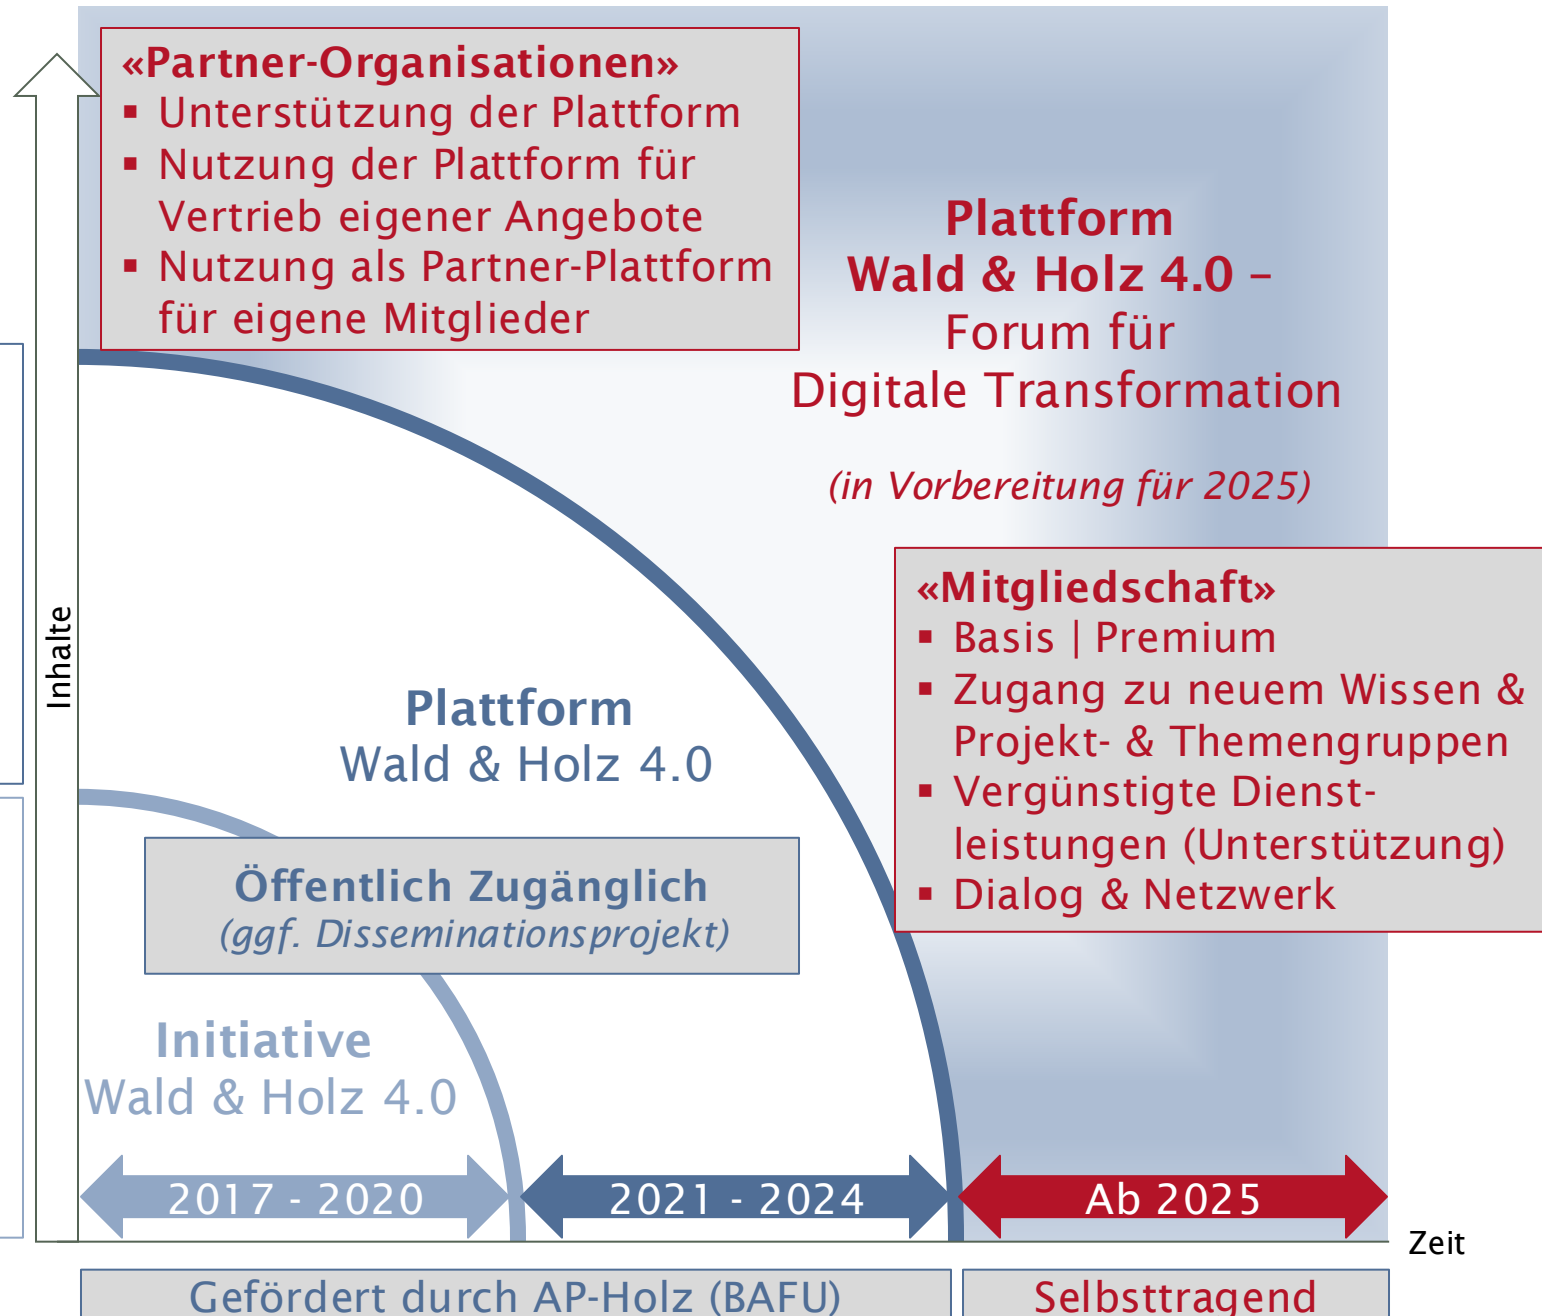 «Partner-Organisationen»
▪ Unterstützung der Plattform
▪ Nutzung der Plattform für
Vertrieb eigener Angebote
▪ Nutzung als Partner-Plattform
für eigene Mitglieder
Plattform
Wald & Holz 4.0 –
Forum für
Digitale Transformation
(in Vorbereitung für 2025)
«Mitgliedschaft»
▪ Basis | Premium
▪ Zugang zu neuem Wissen &
Projekt- & Themengruppen
▪ Vergünstigte Dienst-
leistungen (Unterstützung)
▪ Dialog & Netzwerk
Inhalte
Plattform
Wald & Holz 4.0
Öffentlich Zugänglich
(ggf. Disseminationsprojekt)
Initiative
Wald & Holz 4.0
2017 - 2020
2021 - 2024
Ab 2025
Zeit
Gefördert durch AP-Holz (BAFU)
Selbsttragend